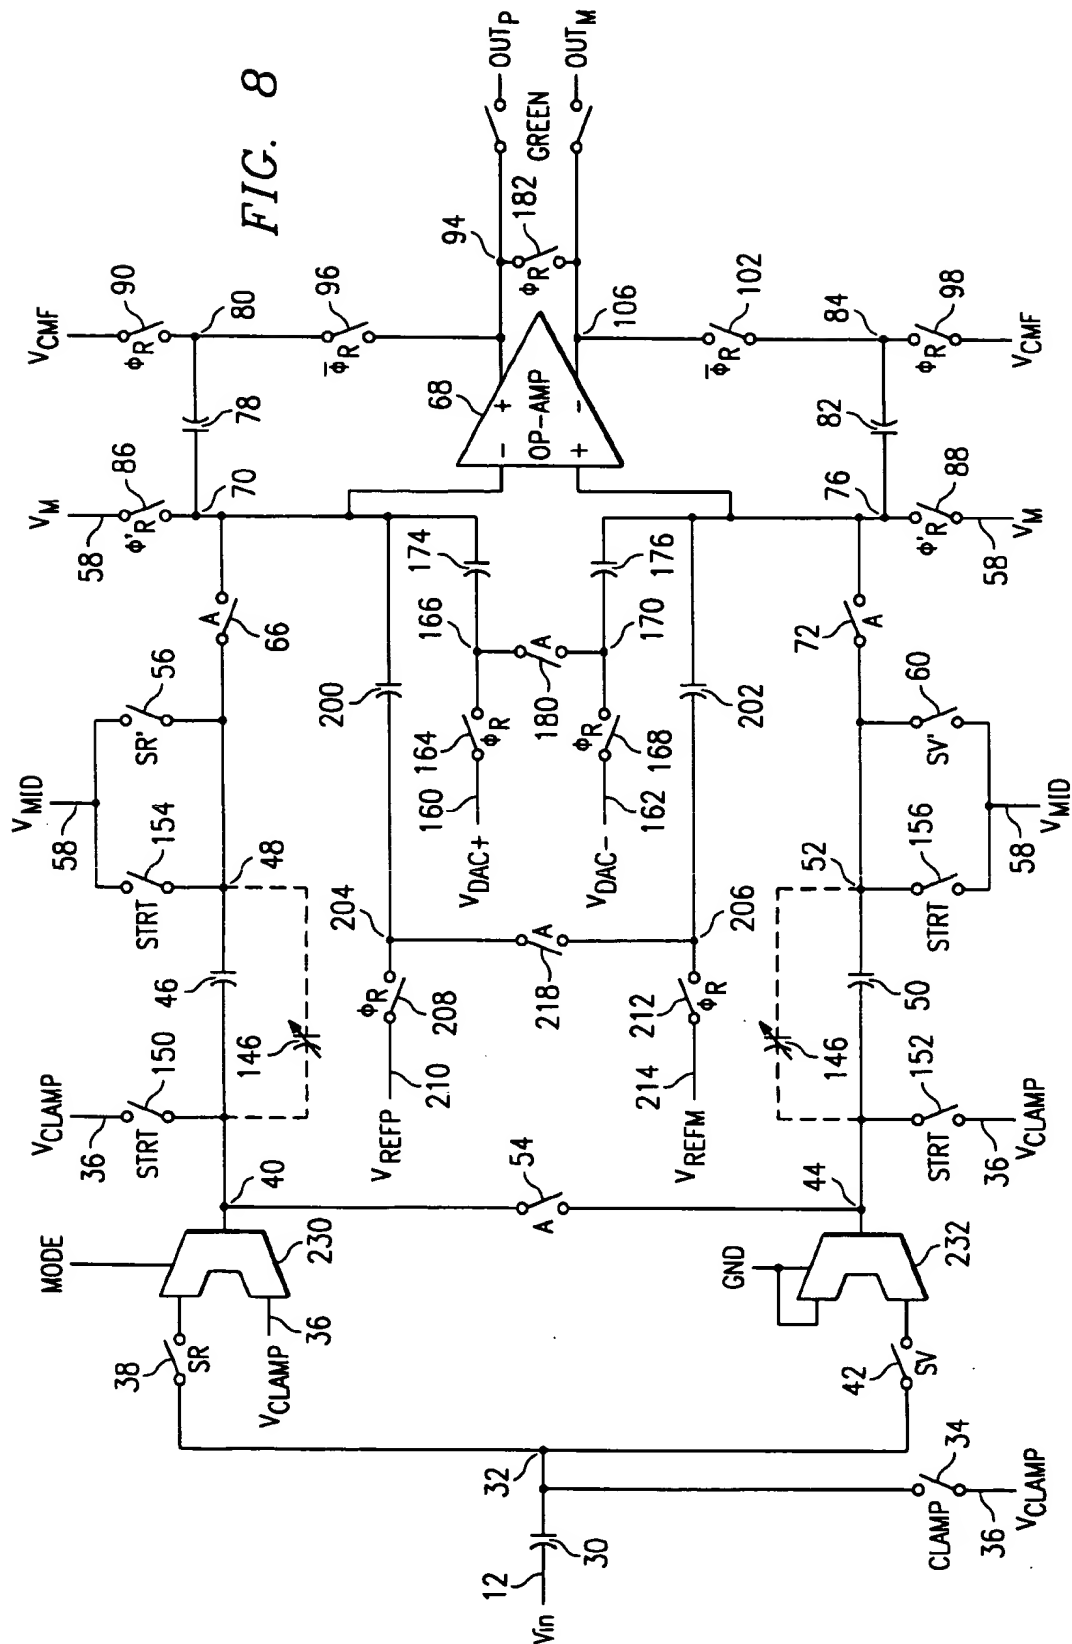 FIG. 8
Vin
12
30
32
CLAMP
34
36
VCLAMP
38
SR
VCLAMP
36
MODE
230
40
VCLAMP
36
STRT
150
146
46
STRT
154
48
VMID
58
SR'
56
A
66
VM
58
Φ'R
86
70
78
VCMF
ΦR
90
80
Φ̄R
96
94
ΦR
182
OUTP
GREEN
OUTM
68
OP-AMP
-
+
+
-
106
Φ̄R
102
84
ΦR
98
VCMF
82
76
Φ'R
88
58
VM
174
166
164
ΦR
160
VDAC+
A
180
176
170
ΦR
168
162
VDAC-
200
202
204
ΦR
208
210
VREFP
A
218
206
212
ΦR
214
VREFM
54
A
44
GND
232
42
SV
146
50
STRT
152
36
VCLAMP
52
STRT
156
58
VMID
SV'
60
72
A